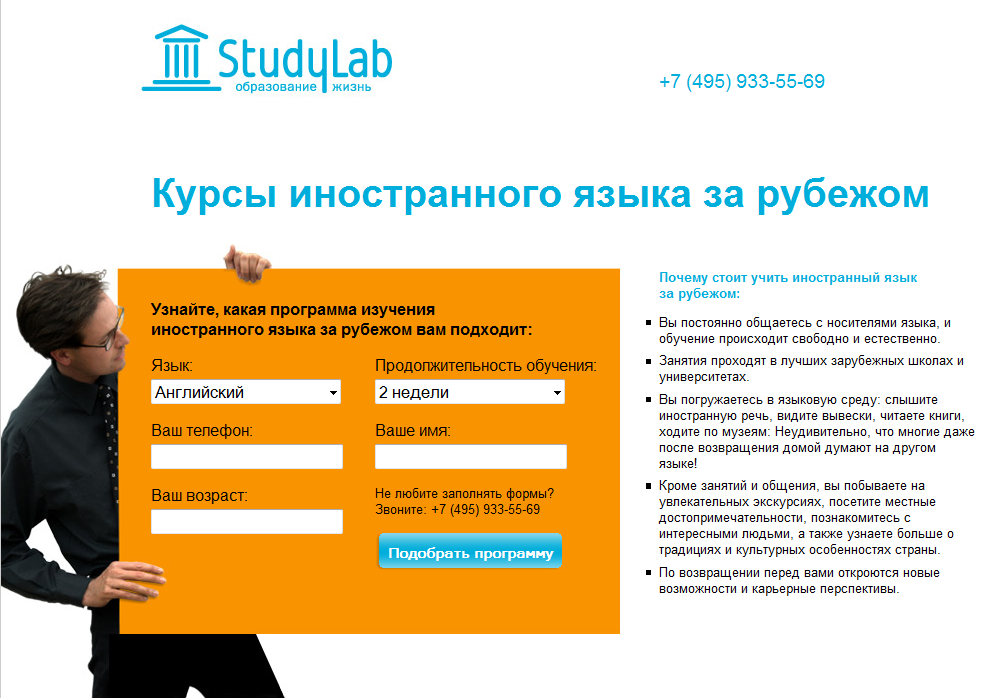 StudyLab
образование жизнь
+7 (495) 933-55-69
Курсы иностранного языка за рубежом
Узнайте, какая программа изучения
иностранного языка за рубежом вам подходит:
Язык:
Продолжительность обучения:
Английский
2 недели
Ваш телефон:
Ваше имя:
Ваш возраст:
Не любите заполнять формы?
Звоните: +7 (495) 933-55-69
Подобрать программу
Почему стоит учить иностранный язык
за рубежом:
Вы постоянно общаетесь с носителями языка, и
обучение происходит свободно и естественно.
Занятия проходят в лучших зарубежных школах и
университетах.
Вы погружаетесь в языковую среду: слышите
иностранную речь, видите вывески, читаете книги,
ходите по музеям: Неудивительно, что многие даже
после возвращения домой думают на другом
языке!
Кроме занятий и общения, вы побываете на
увлекательных экскурсиях, посетите местные
достопримечательности, познакомитесь с
интересными людьми, а также узнаете больше о
традициях и культурных особенностях страны.
По возвращении перед вами откроются новые
возможности и карьерные перспективы.